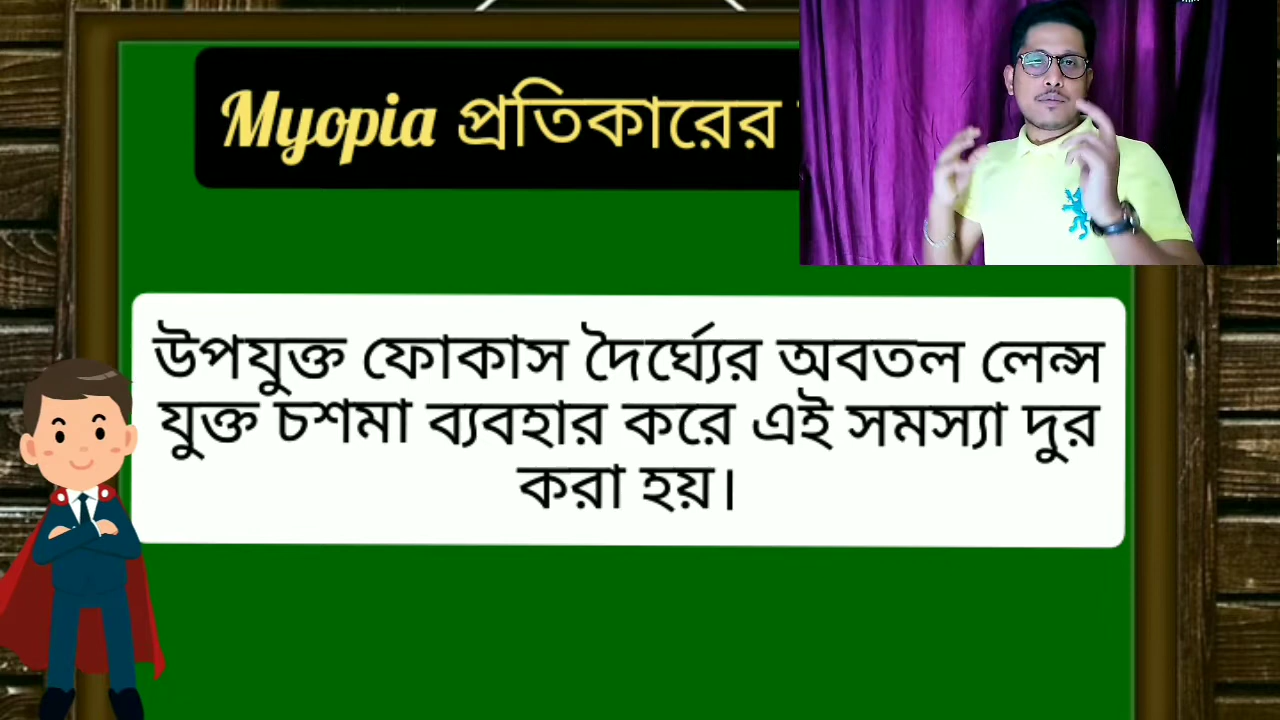 Myopia প্রতিকারের
উপযুক্ত ফোকাস দৈর্ঘ্যের অবতল লেন্স
যুক্ত চশমা ব্যবহার করে এই সমস্যা দুর
করা হয়।